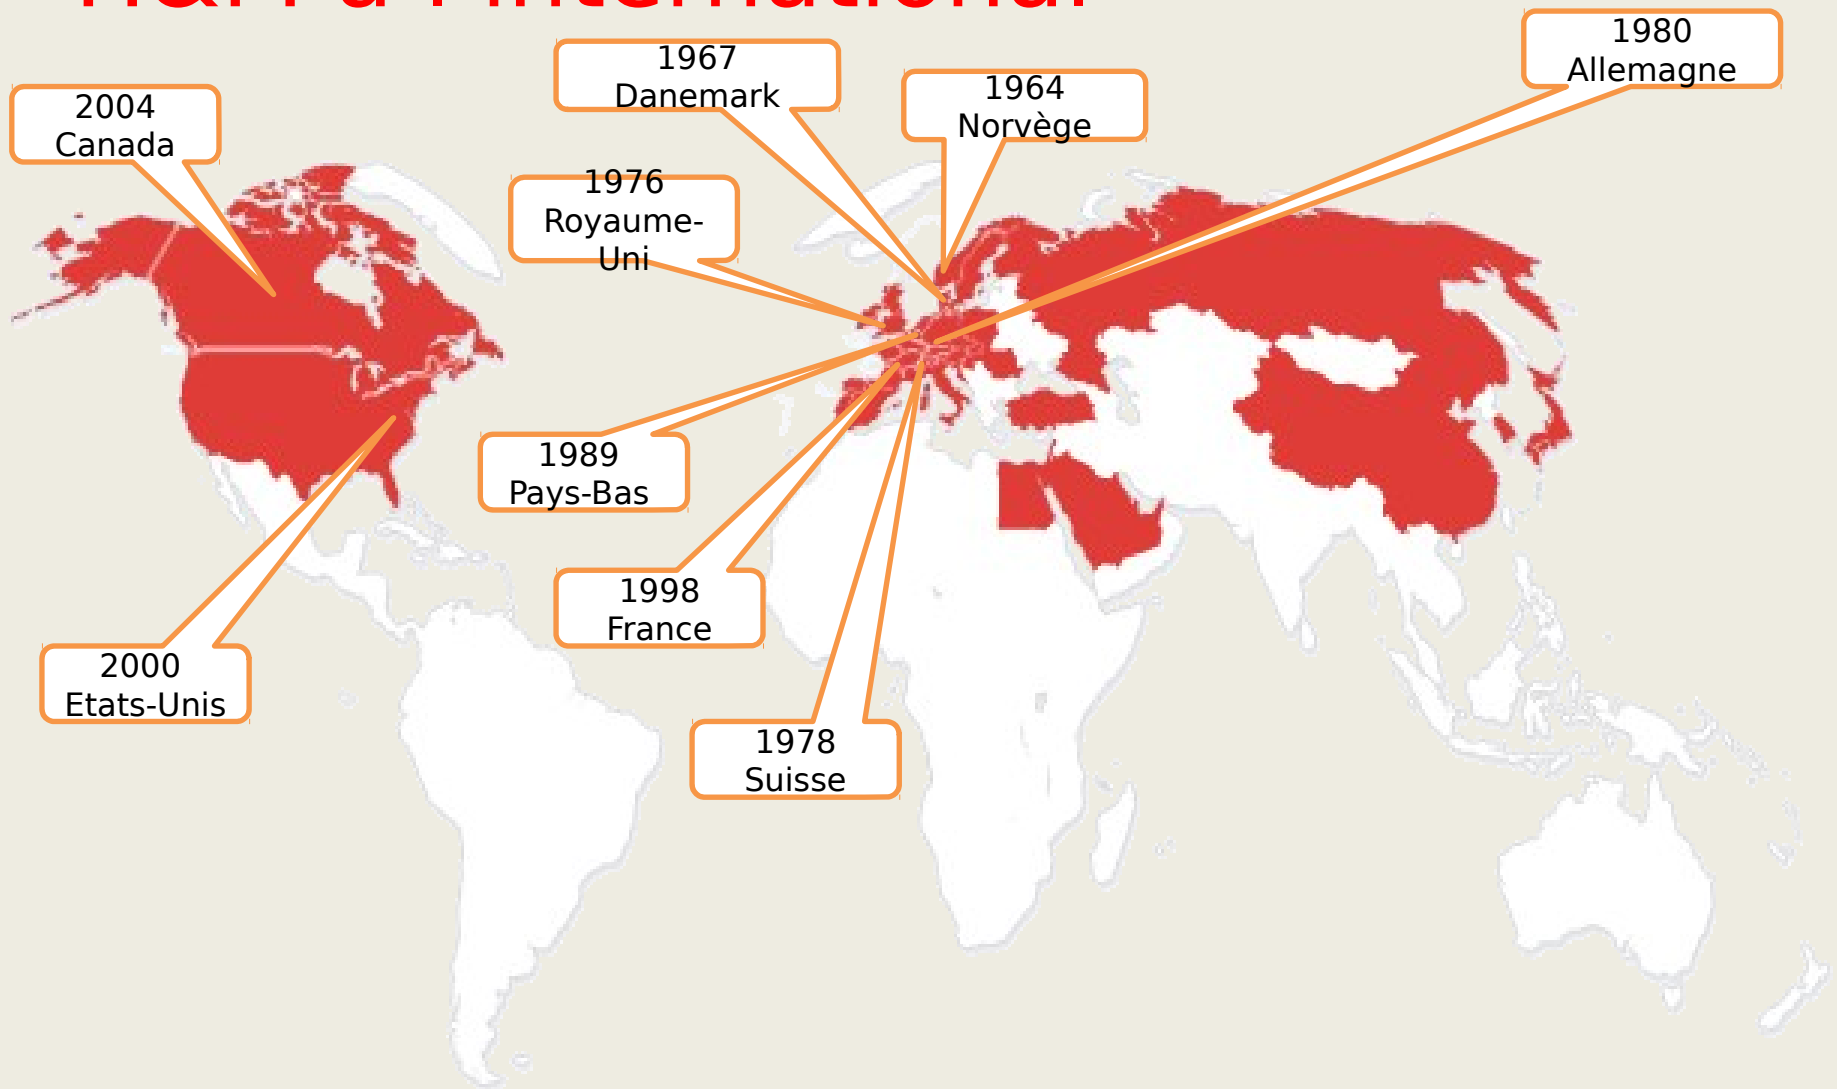 H&M à l'international
1980
Allemagne
1967
Danemark
1964
Norvège
2004
Canada
1976
Royaume-
Uni
1989
Pays-Bas
1998
France
2000
Etats-Unis
1978
Suisse